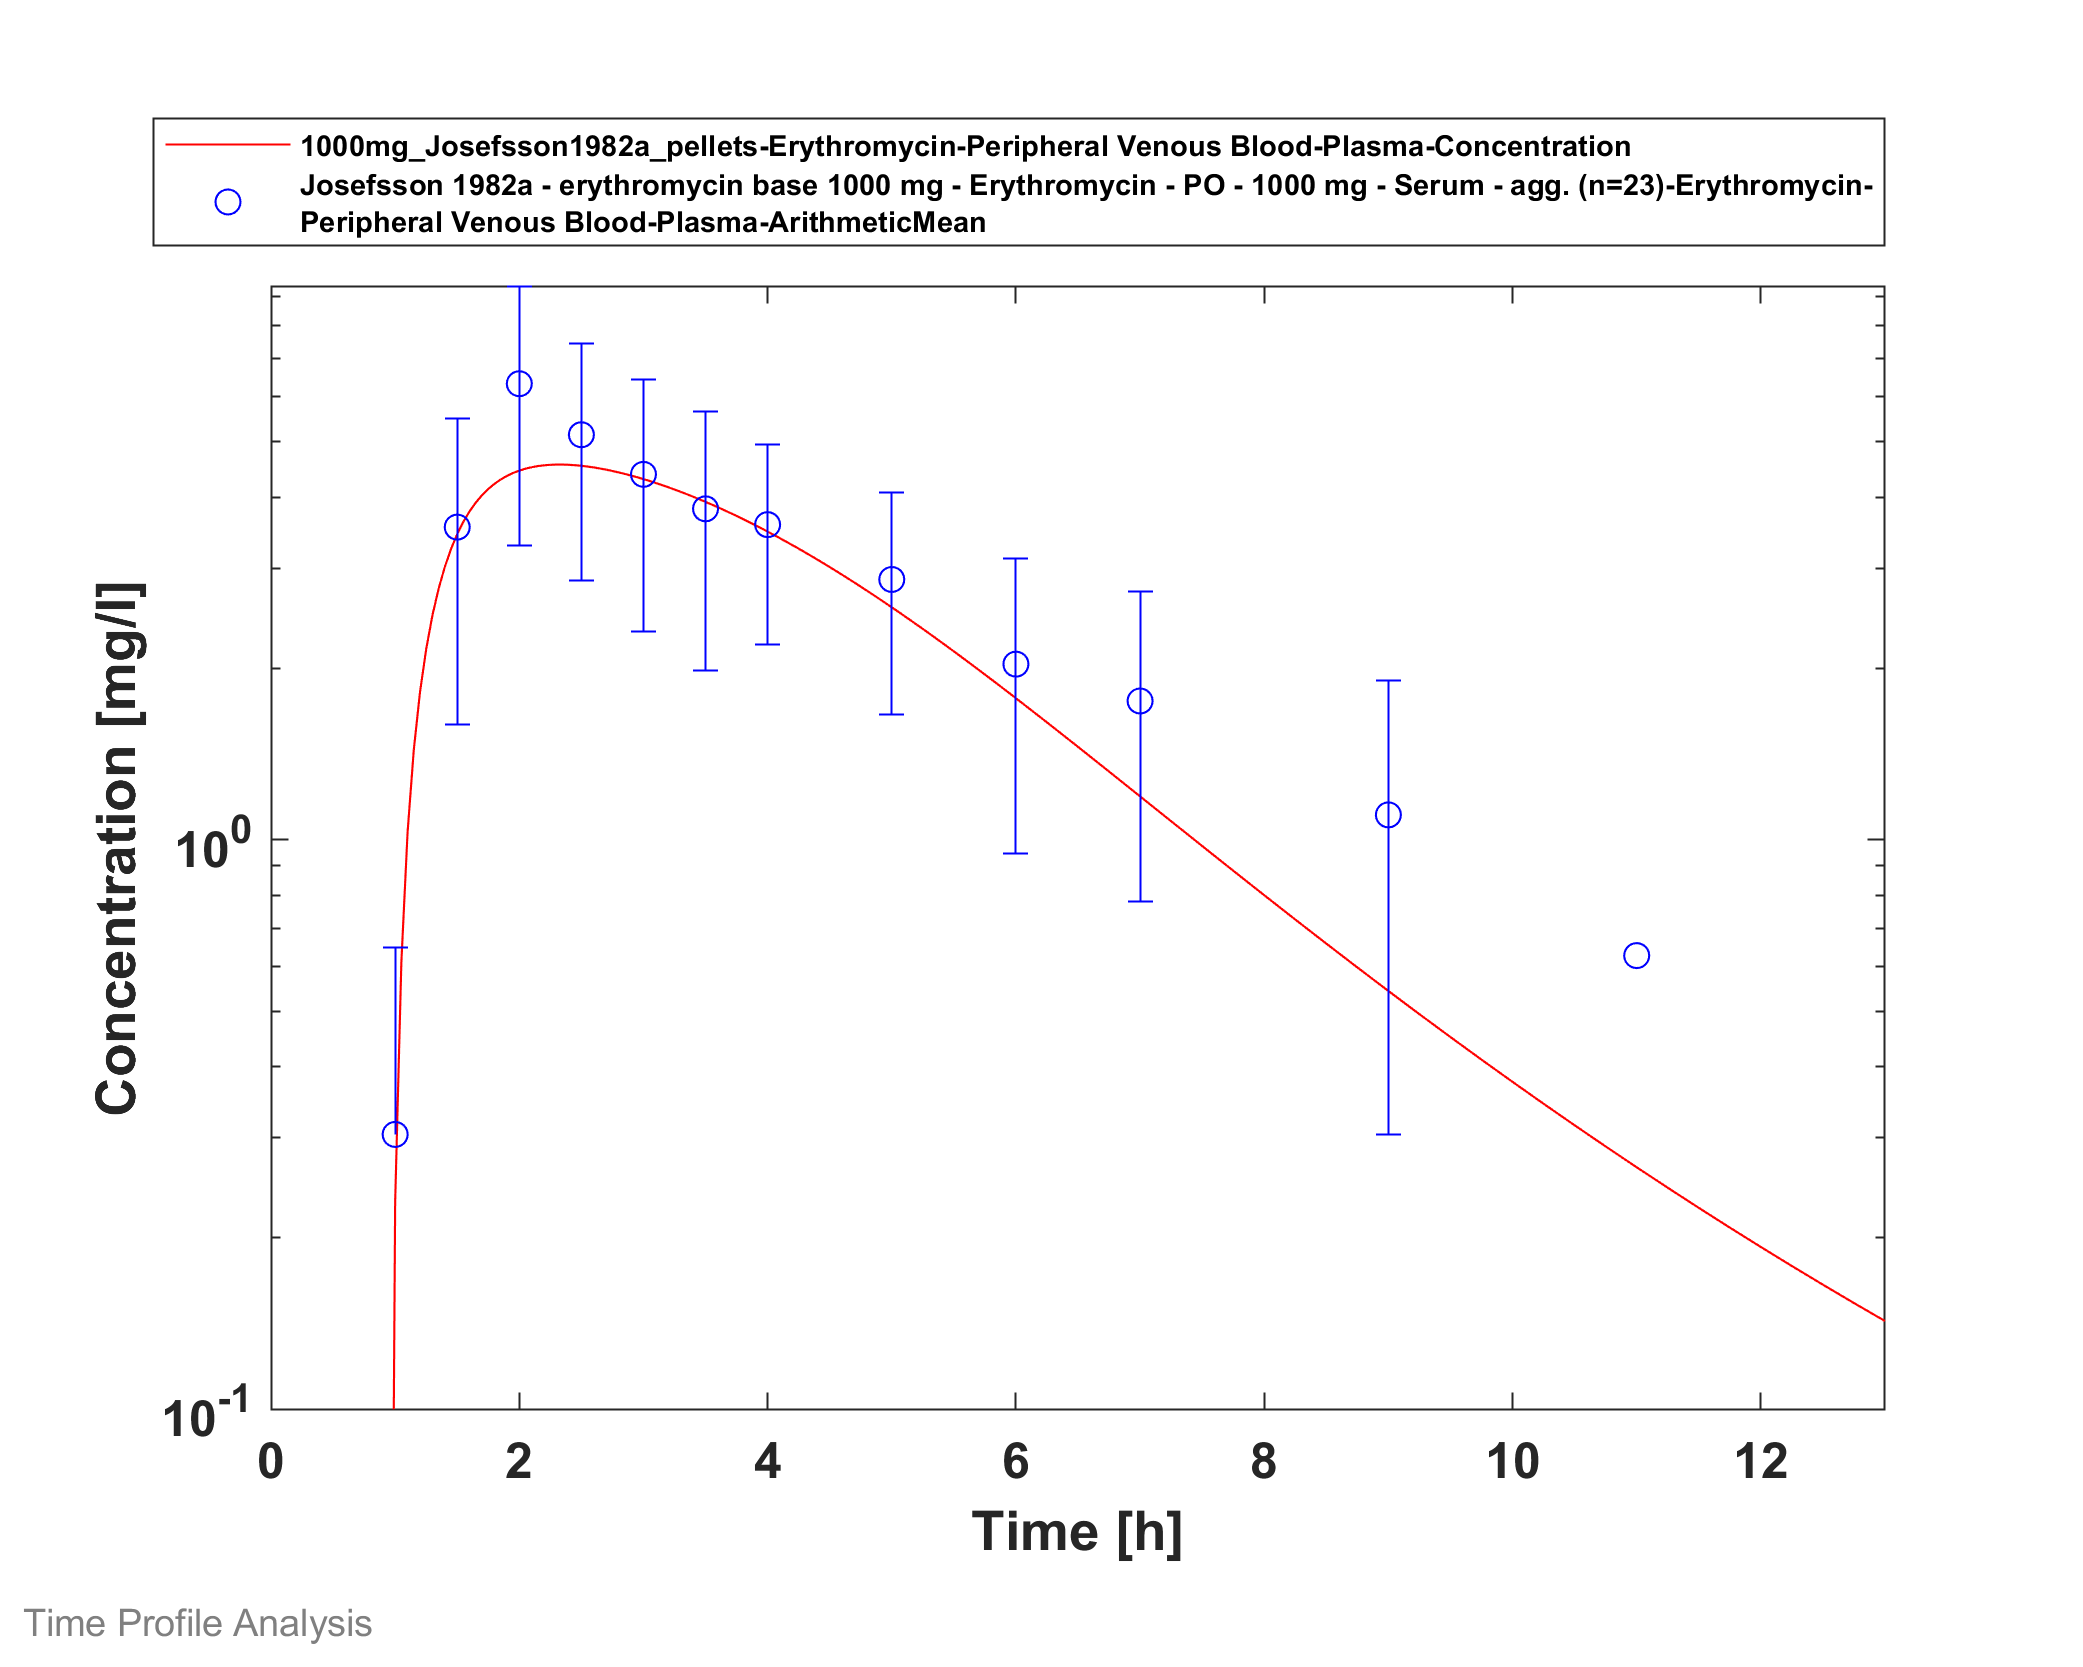 1000mg_Josefsson1982a_pellets-Erythromycin-Peripheral Venous Blood-Plasma-Concentration
Josefsson 1982a - erythromycin base 1000 mg - Erythromycin - PO - 1000 mg - Serum - agg. (n=23)-Erythromycin-
Peripheral Venous Blood-Plasma-ArithmeticMean
Concentration [mg/l]
10^0
10^-1
0 2 4 6 8 10 12
Time [h]
Time Profile Analysis